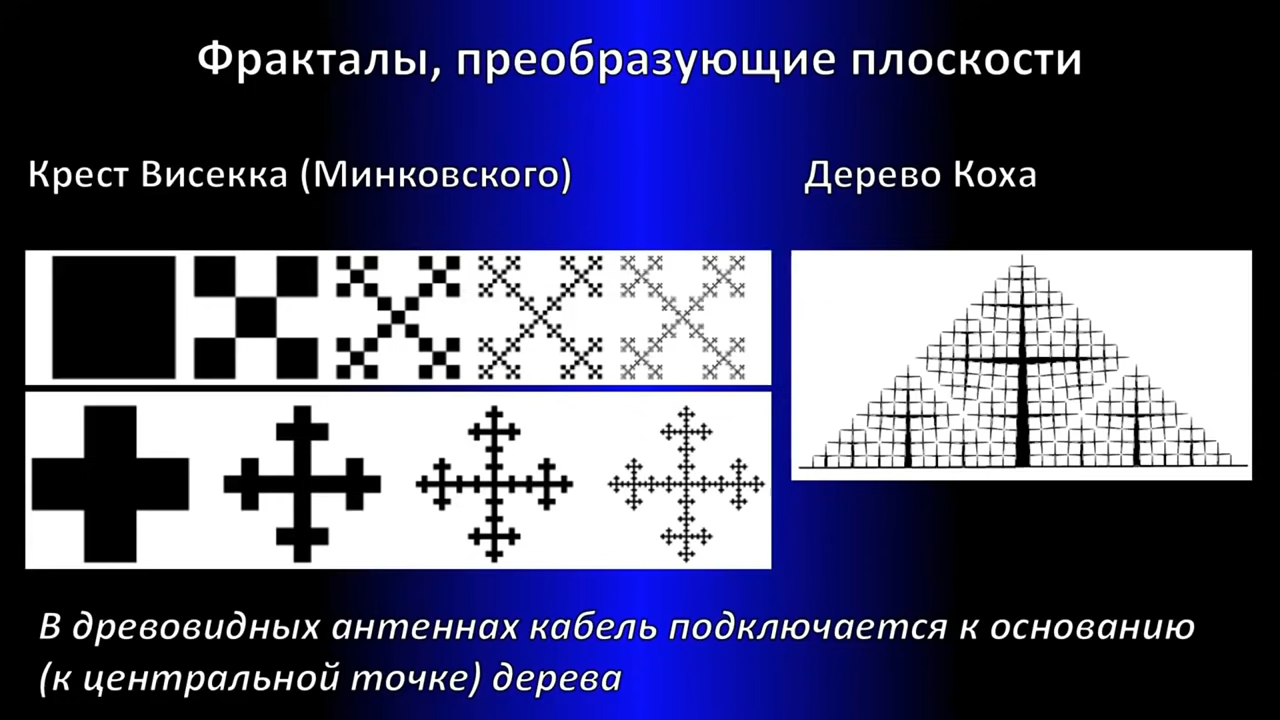 Фракталы, преобразующие плоскости
Крест Висекка (Минковского)
Дерево Коха
В древовидных антеннах кабель подключается к основанию
(к центральной точке) дерева